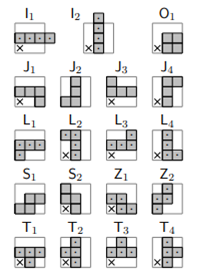 I₁ I₂ O₁
J₁ J₂ J₃ J₄
L₁ L₂ L₃ L₄
S₁ S₂ Z₁ Z₂
T₁ T₂ T₃ T₄